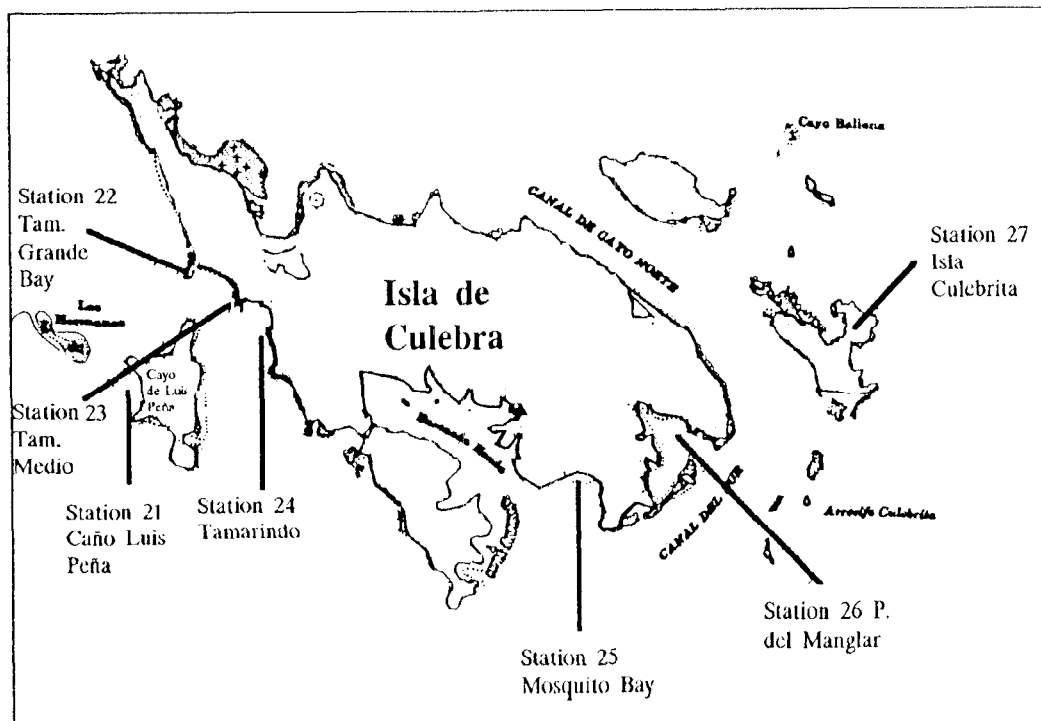 Cayo Ballena
Station 22
Tam.
Grande
Bay
CANAL DE CAYO NORTE
Station 27
Isla
Culebrita
Isla de
Culebra
Los
Hermanos
Cayo
de Luis
Peña
Station 23
Tam.
Medio
Station 21
Caño Luis
Peña
Station 24
Tamarindo
CANAL DEL SUR
Arrecife Culebrita
Station 26 P.
del Manglar
Station 25
Mosquito Bay